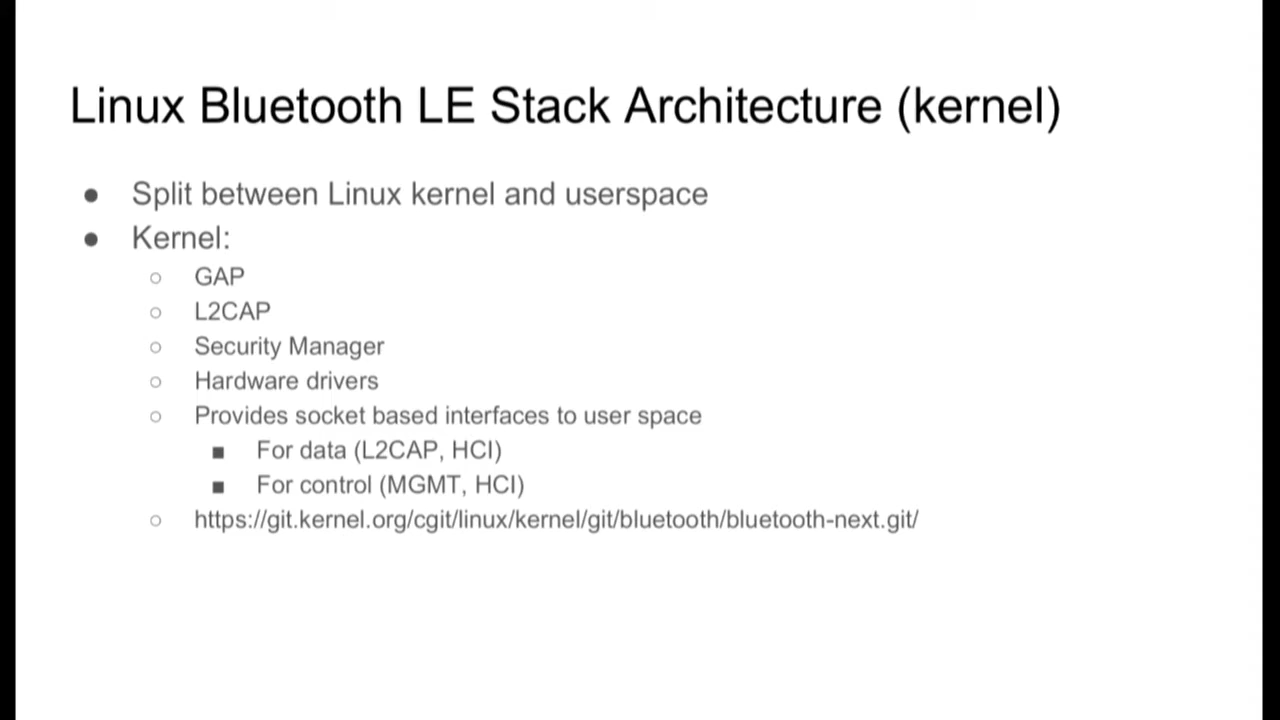 Linux Bluetooth LE Stack Architecture (kernel)
● Split between Linux kernel and userspace
● Kernel:
○ GAP
○ L2CAP
○ Security Manager
○ Hardware drivers
○ Provides socket based interfaces to user space
■ For data (L2CAP, HCI)
■ For control (MGMT, HCI)
○ https://git.kernel.org/cgit/linux/kernel/git/bluetooth/bluetooth-next.git/